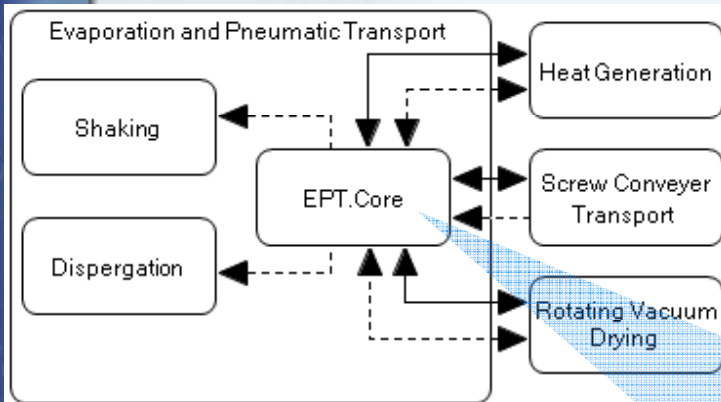 Evaporation and Pneumatic Transport
Shaking
Dispergation
EPT.Core
Heat Generation
Screw Conveyer
Transport
Rotating Vacuum
Drying